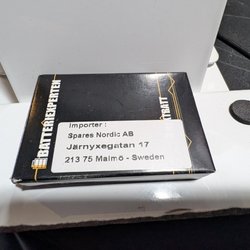 BATTERIEXPERTEN
Importer :
Spares Nordic AB
Järnyxegatan 17
213 75 Malmö - Sweden